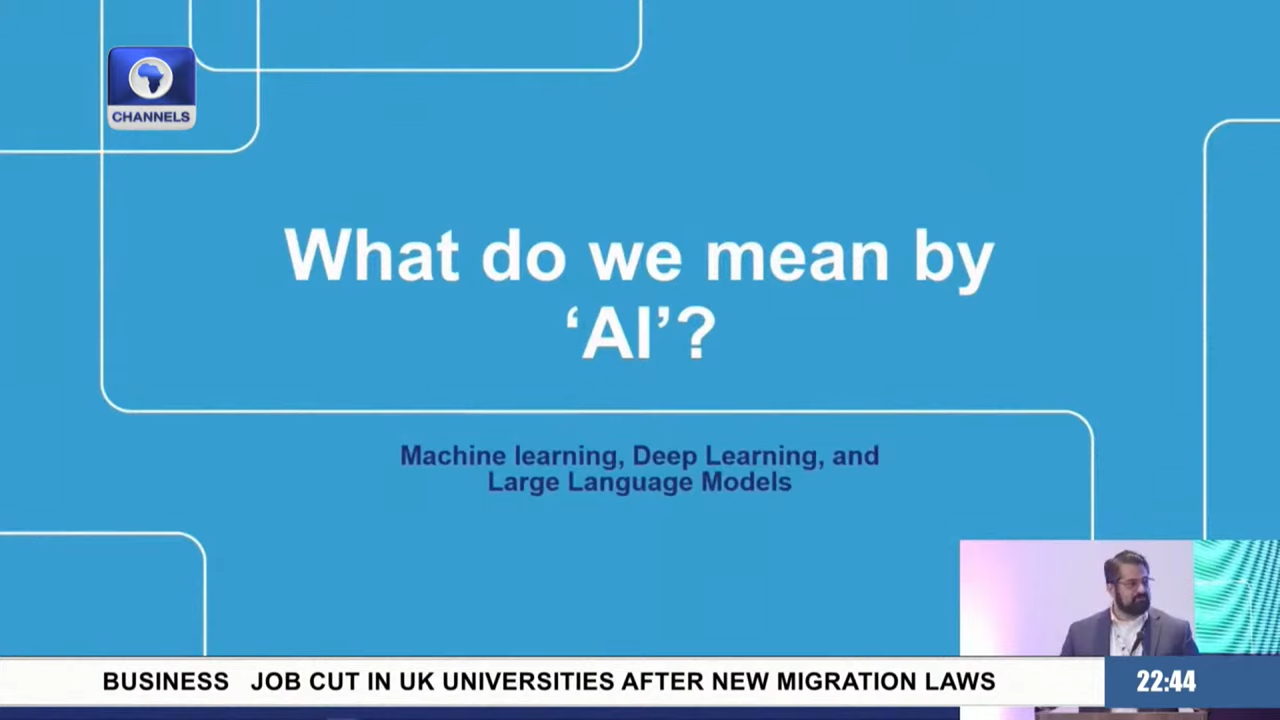 CHANNELS
What do we mean by
‘AI’?
Machine learning, Deep Learning, and
Large Language Models
BUSINESS JOB CUT IN UK UNIVERSITIES AFTER NEW MIGRATION LAWS
22:44